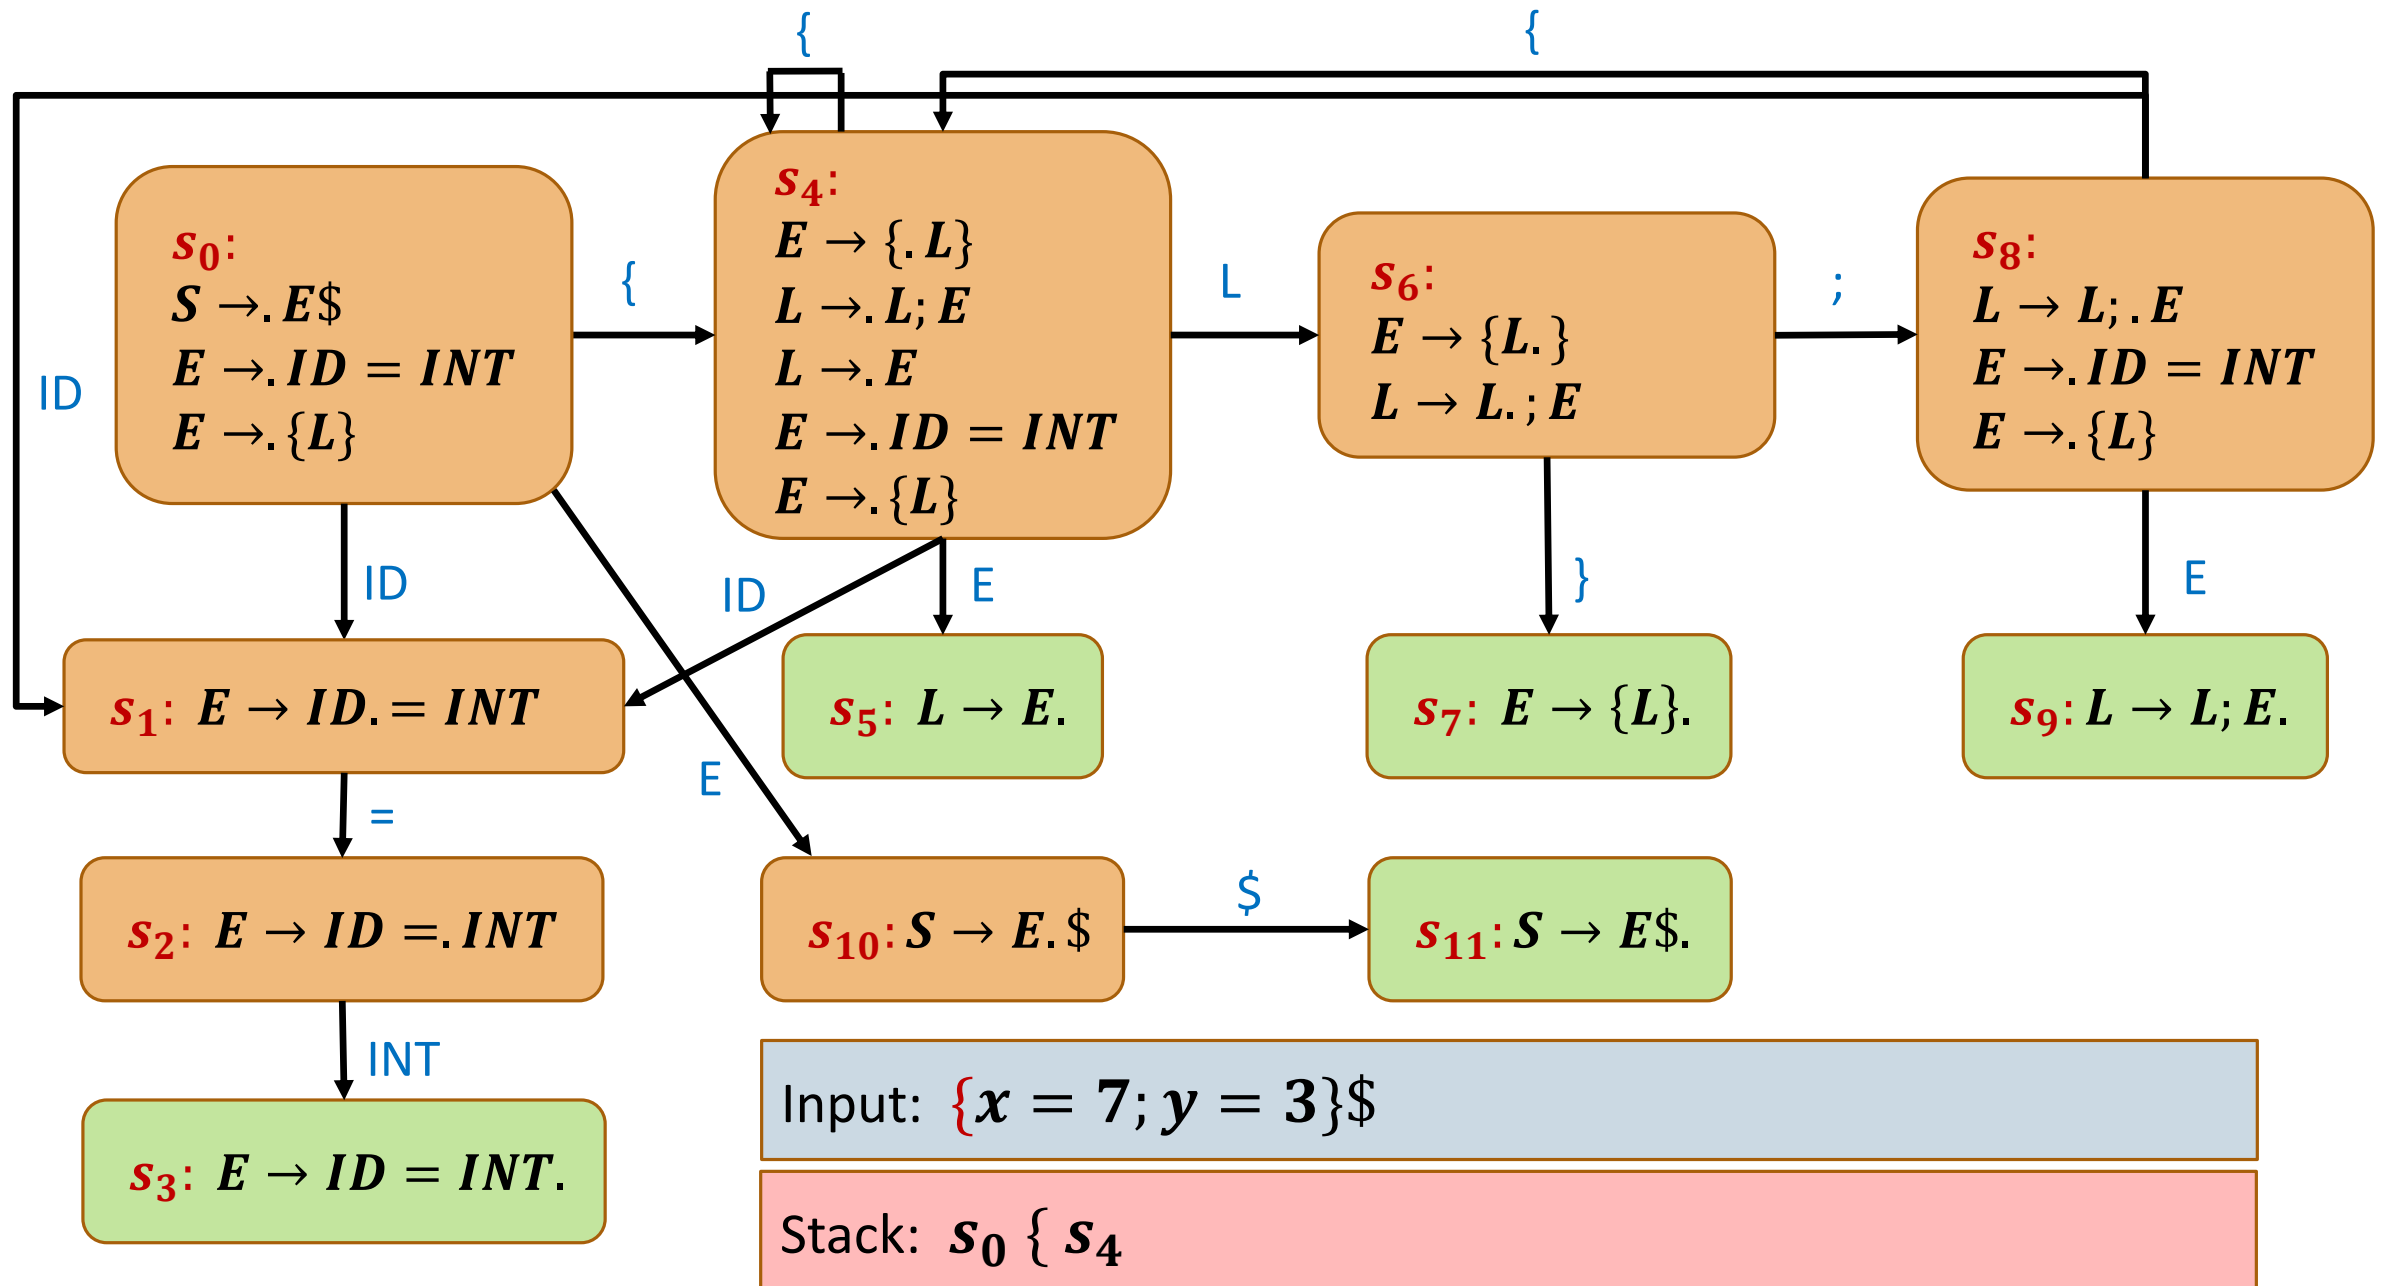 {
{
s₀:
S →. E$
E →. ID = INT
E →. {L}
{
s₄:
E → {. L}
L →. L; E
L →. E
E →. ID = INT
E →. {L}
L
s₆:
E → {L. }
L → L. ; E
;
s₈:
L → L; . E
E →. ID = INT
E →. {L}
ID
ID
ID
E
}
E
s₁: E → ID. = INT
s₅: L → E.
s₇: E → {L}.
s₉: L → L; E.
E
=
s₂: E → ID =. INT
s₁₀: S → E. $
$
s₁₁: S → E$.
INT
s₃: E → ID = INT.
Input: {x = 7; y = 3}$
Stack: s₀ { s₄